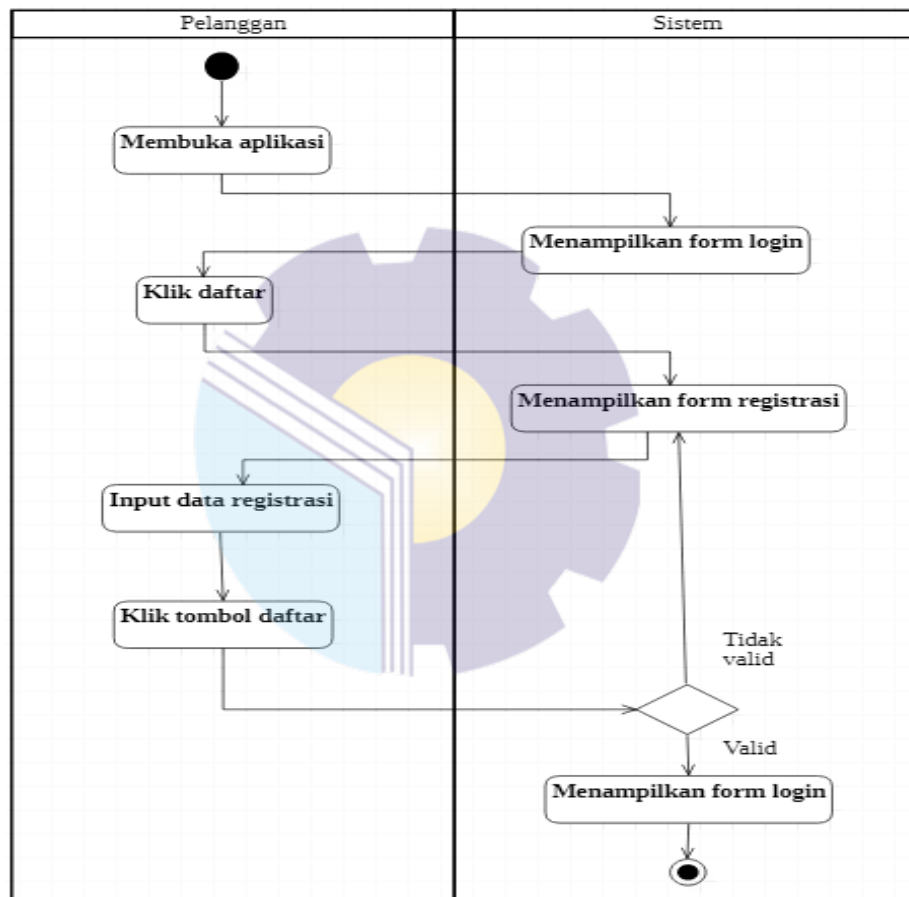 Pelanggan
Sistem
Membuka aplikasi
Menampilkan form login
Klik daftar
Menampilkan form registrasi
Input data registrasi
Klik tombol daftar
Tidak
valid
Valid
Menampilkan form login